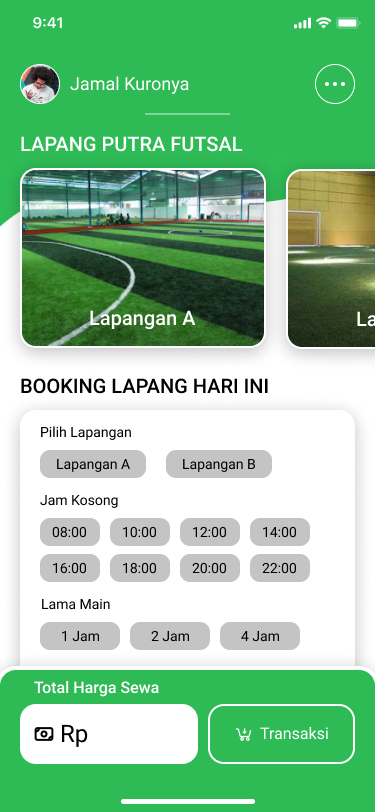 9:41
Jamal Kuronya
LAPANG PUTRA FUTSAL
Lapangan A
La
BOOKING LAPANG HARI INI
Pilih Lapangan
Lapangan A Lapangan B
Jam Kosong
08:00 10:00 12:00 14:00
16:00 18:00 20:00 22:00
Lama Main
1 Jam 2 Jam 4 Jam
Total Harga Sewa
Rp Transaksi